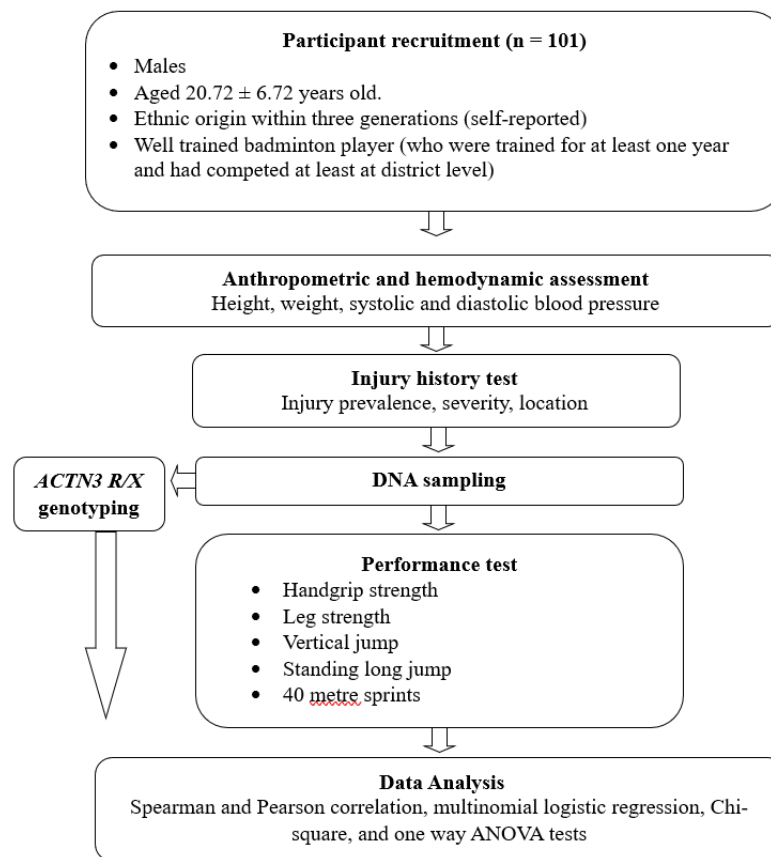 Participant recruitment (n = 101)
• Males
• Aged 20.72 ± 6.72 years old.
• Ethnic origin within three generations (self-reported)
• Well trained badminton player (who were trained for at least one year
and had competed at least at district level)
Anthropometric and hemodynamic assessment
Height, weight, systolic and diastolic blood pressure
Injury history test
Injury prevalence, severity, location
DNA sampling
ACTN3 R/X
genotyping
Performance test
• Handgrip strength
• Leg strength
• Vertical jump
• Standing long jump
• 40 metre sprints
Data Analysis
Spearman and Pearson correlation, multinomial logistic regression, Chi-
square, and one way ANOVA tests